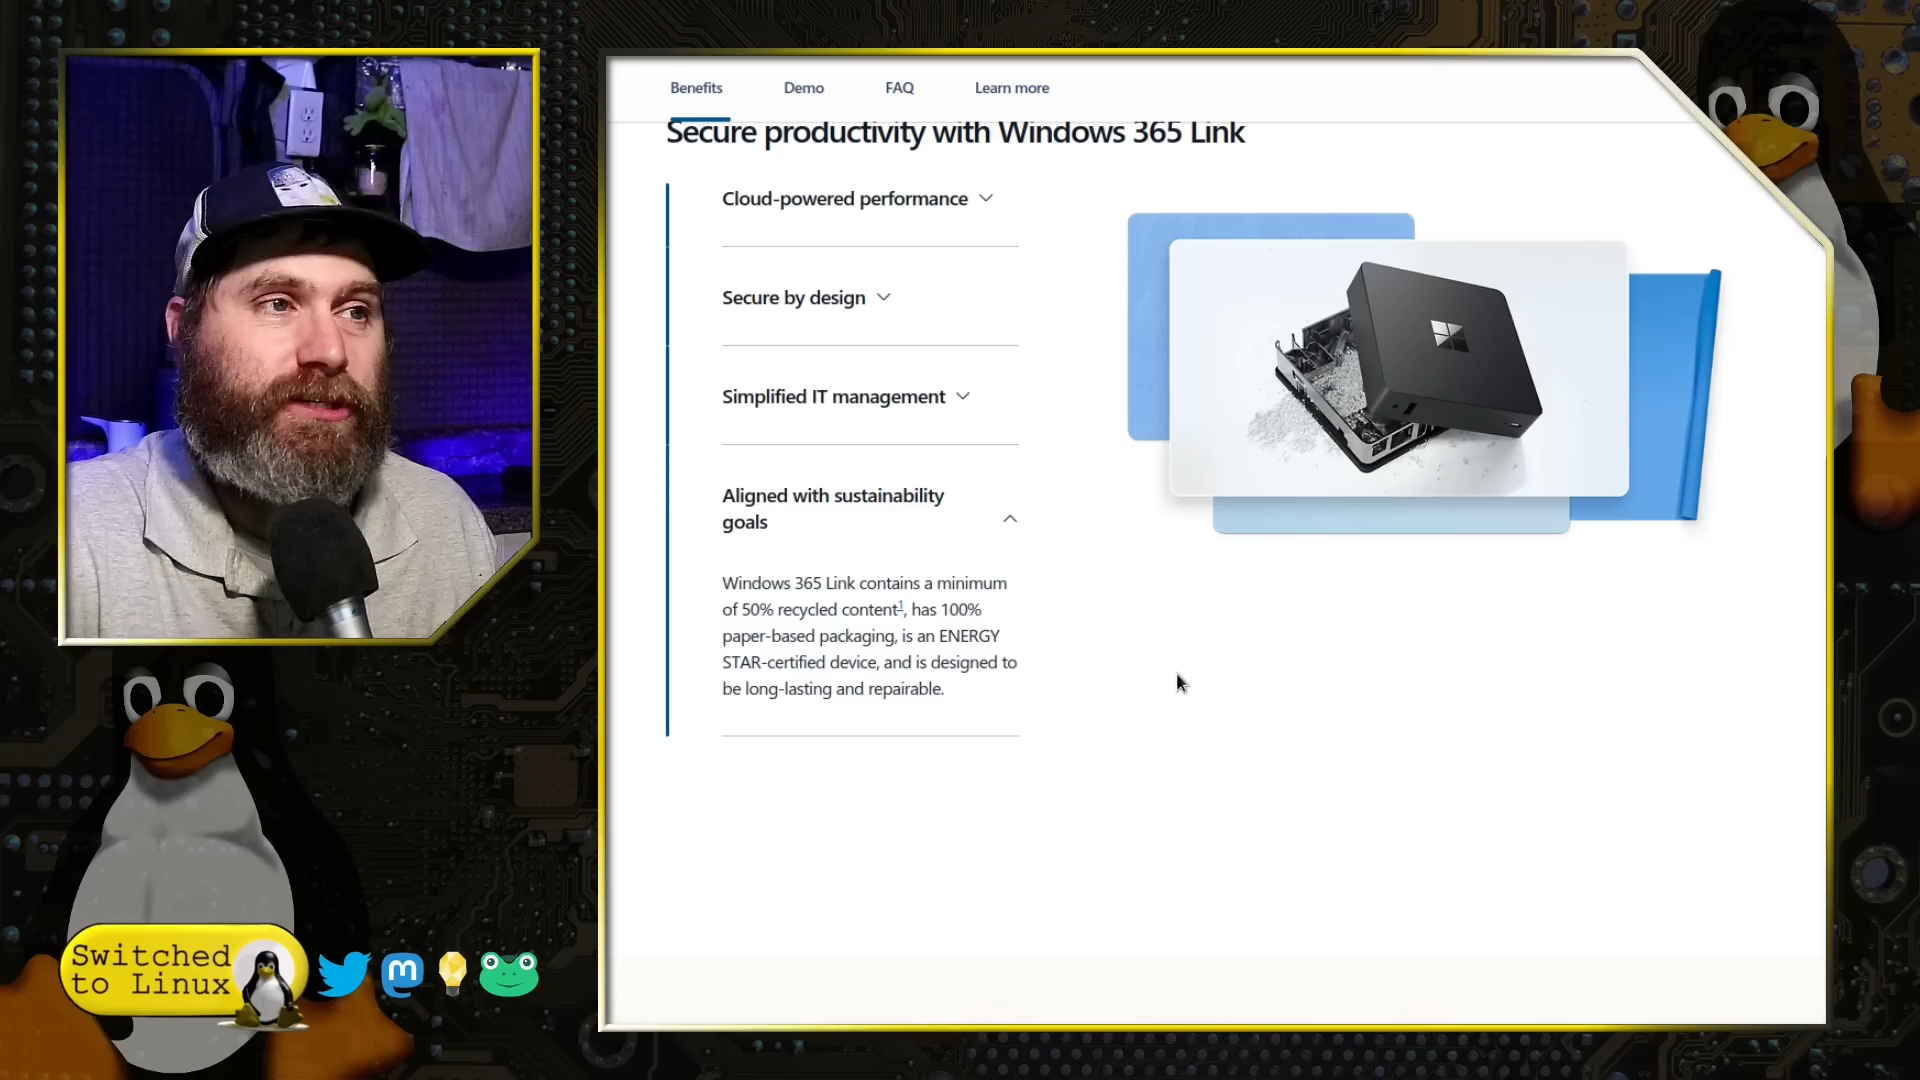 Benefits
Demo
FAQ
Learn more
Secure productivity with Windows 365 Link
Cloud-powered performance
Secure by design
Simplified IT management
Aligned with sustainability
goals
Windows 365 Link contains a minimum
of 50% recycled content¹, has 100%
paper-based packaging, is an ENERGY
STAR-certified device, and is designed to
be long-lasting and repairable.
Switched
to Linux
m